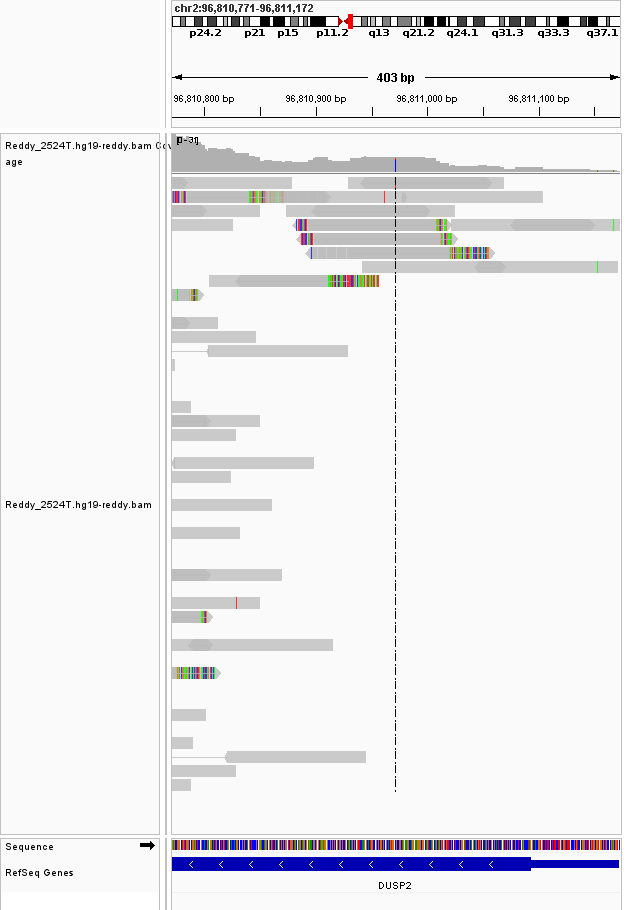 chr2:96,810,771-96,811,172
p24.2 p21 p15 p11.2 q13 q21.2 q24.1 q31.3 q33.3 q37.1
403 bp
96,810,800 bp 96,810,900 bp 96,811,000 bp 96,811,100 bp
Reddy_2524T.hg19-reddy.bam Cov
age
Reddy_2524T.hg19-reddy.bam
Sequence
RefSeq Genes
DUSP2